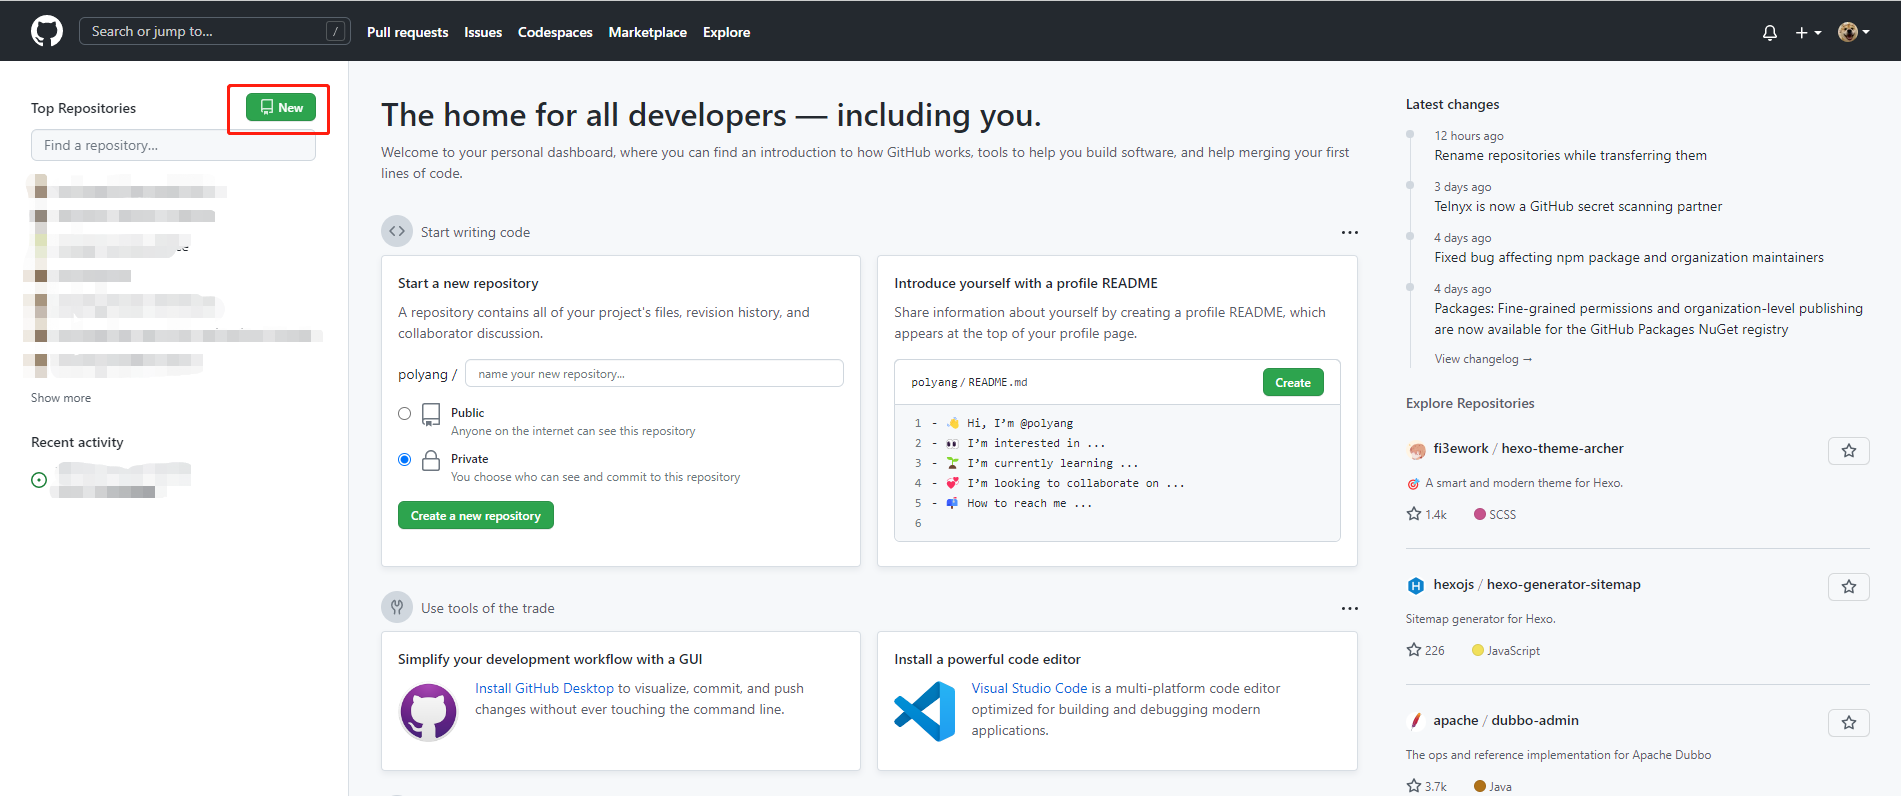 Search or jump to... /
Pull requests
Issues
Codespaces
Marketplace
Explore
Top Repositories
New
Find a repository...
Show more
Recent activity
The home for all developers — including you.
Welcome to your personal dashboard, where you can find an introduction to how GitHub works, tools to help you build software, and help merging your first
lines of code.
Start writing code
Start a new repository
A repository contains all of your project's files, revision history, and
collaborator discussion.
polyang / name your new repository...
Public
Anyone on the internet can see this repository
Private
You choose who can see and commit to this repository
Create a new repository
Introduce yourself with a profile README
Share information about yourself by creating a profile README, which
appears at the top of your profile page.
polyang / README.md
Create
1 - 👋 Hi, I'm @polyang
2 - 👀 I'm interested in ...
3 - 🌱 I'm currently learning ...
4 - 💞️ I'm looking to collaborate on ...
5 - 📫 How to reach me ...
6
Use tools of the trade
Simplify your development workflow with a GUI
Install GitHub Desktop to visualize, commit, and push
changes without ever touching the command line.
Install a powerful code editor
Visual Studio Code is a multi-platform code editor
optimized for building and debugging modern
applications.
Latest changes
12 hours ago
Rename repositories while transferring them
3 days ago
Telnyx is now a GitHub secret scanning partner
4 days ago
Fixed bug affecting npm package and organization maintainers
4 days ago
Packages: Fine-grained permissions and organization-level publishing
are now available for the GitHub Packages NuGet registry
View changelog →
Explore Repositories
fi3ework / hexo-theme-archer
🎯 A smart and modern theme for Hexo.
1.4k SCSS
hexojs / hexo-generator-sitemap
Sitemap generator for Hexo.
226 JavaScript
apache / dubbo-admin
The ops and reference implementation for Apache Dubbo
3.7k Java